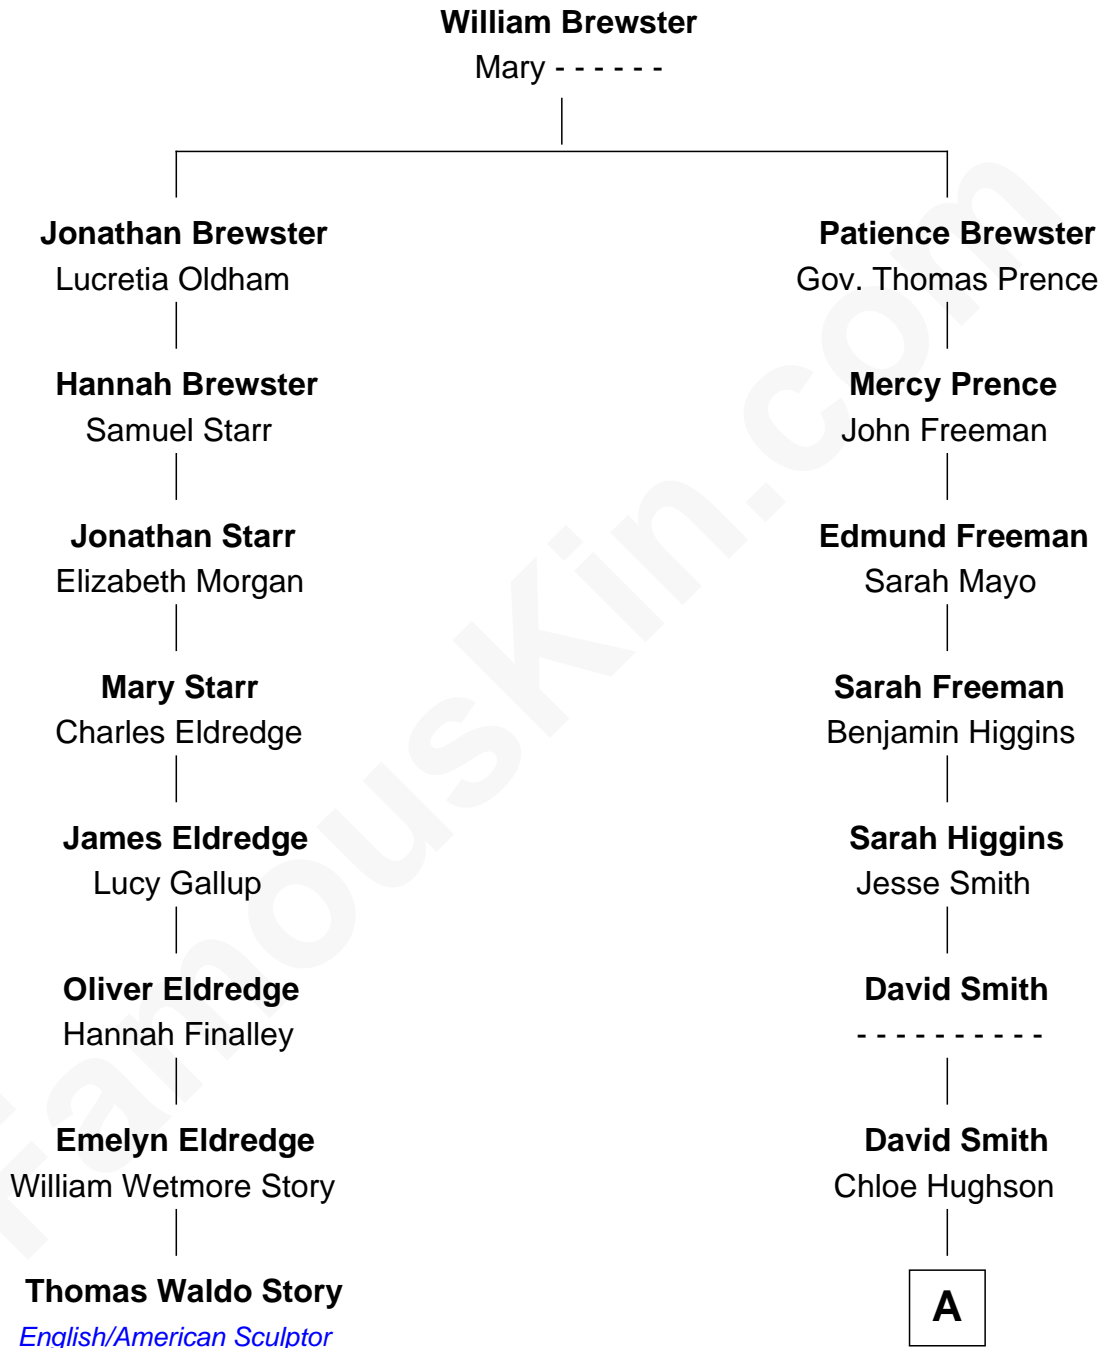 William Brewster
Mary - - - - - -
Jonathan Brewster
Lucretia Oldham
Patience Brewster
Gov. Thomas Prence
Hannah Brewster
Samuel Starr
Mercy Prence
John Freeman
Jonathan Starr
Elizabeth Morgan
Edmund Freeman
Sarah Mayo
Mary Starr
Charles Eldredge
Sarah Freeman
Benjamin Higgins
James Eldredge
Lucy Gallup
Sarah Higgins
Jesse Smith
Oliver Eldredge
Hannah Finalley
David Smith
- - - - - - - - - -
Emelyn Eldredge
William Wetmore Story
David Smith
Chloe Hughson
Thomas Waldo Story
English/American Sculptor
A
FamousKin.com